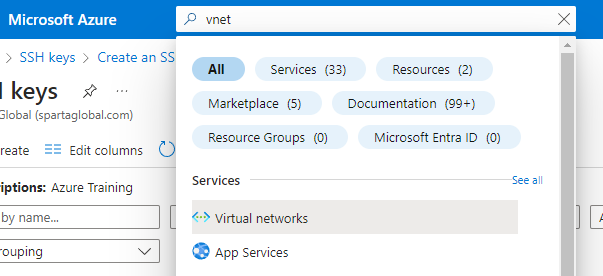 Microsoft Azure
vnet
SSH keys
Create an SS
keys
Global (spartaglobal.com)
reate
Edit columns
riptions: Azure Training
by name...
rouping
All
Services (33)
Resources (2)
Marketplace (5)
Documentation (99+)
Resource Groups (0)
Microsoft Entra ID (0)
Services
See all
Virtual networks
App Services